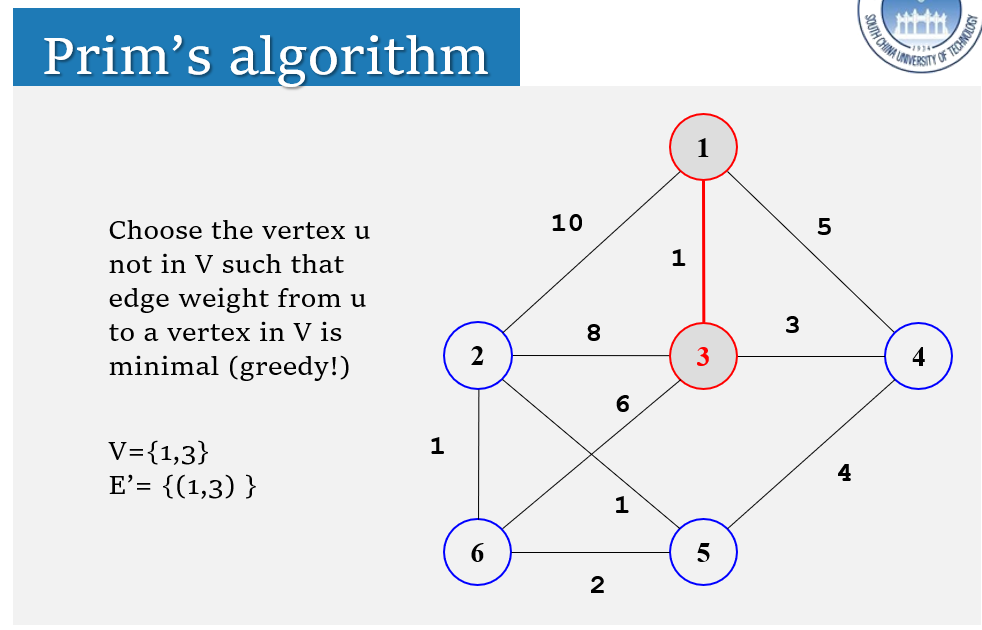 Prim's algorithm
SOUTH CHINA UNIVERSITY OF TECHNOLOGY
1934
Choose the vertex u
not in V such that
edge weight from u
to a vertex in V is
minimal (greedy!)
V={1,3}
E'= {(1,3) }
1
10
5
1
8
3
2
3
4
6
1
4
1
6
5
2